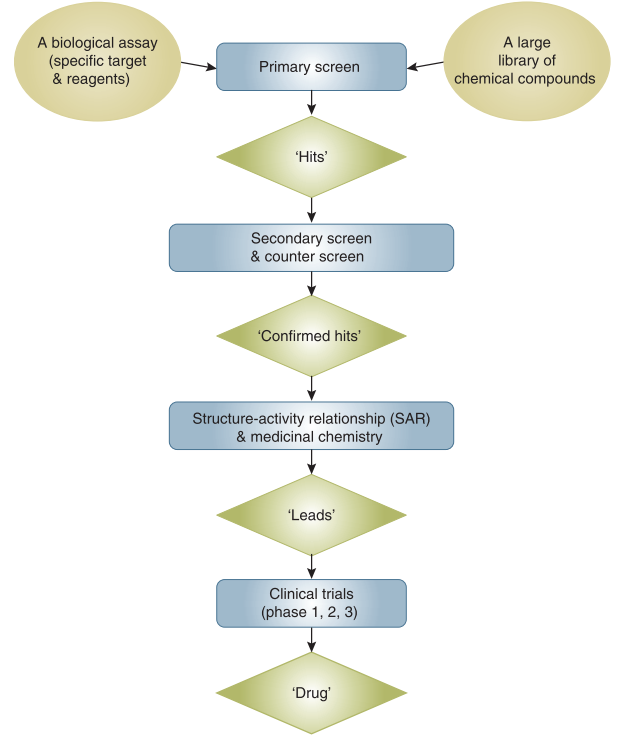 A biological assay
(specific target
& reagents)
Primary screen
A large
library of
chemical compounds
‘Hits’
Secondary screen
& counter screen
‘Confirmed hits’
Structure-activity relationship (SAR)
& medicinal chemistry
‘Leads’
Clinical trials
(phase 1, 2, 3)
‘Drug’